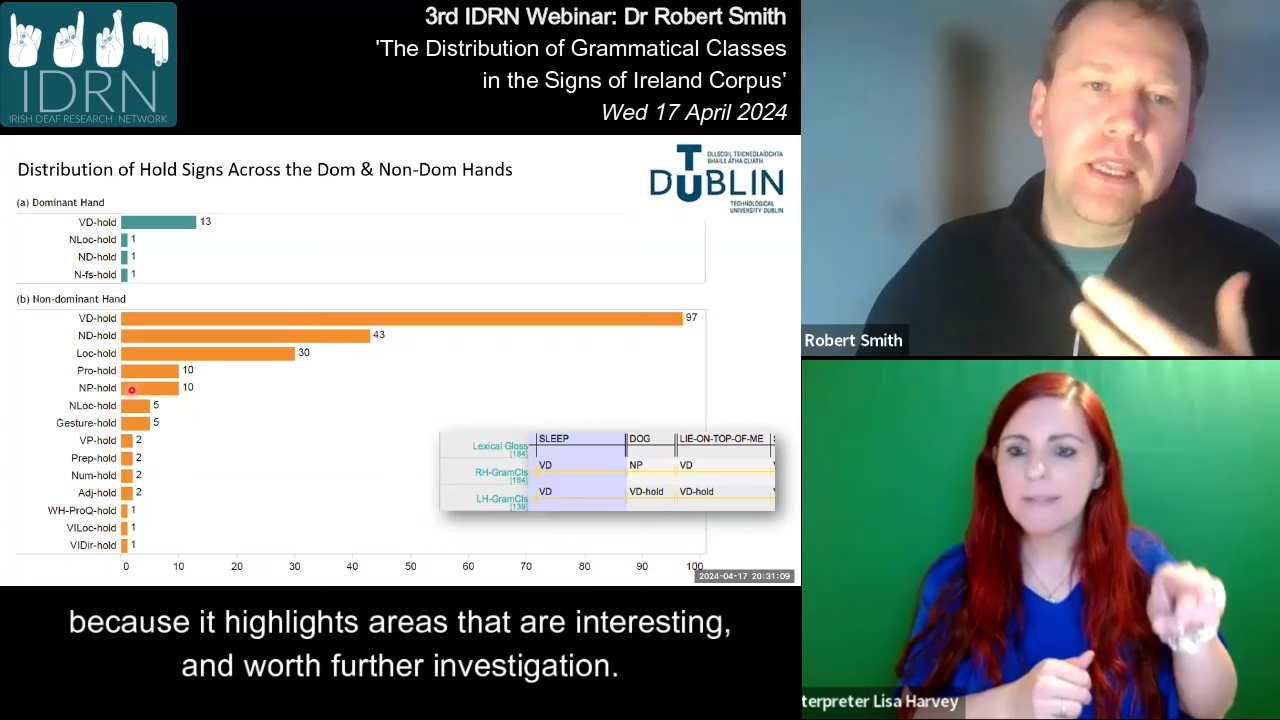 3rd IDRN Webinar: Dr Robert Smith
'The Distribution of Grammatical Classes
in the Signs of Ireland Corpus'
Wed 17 April 2024
IDRN
IRISH DEAF RESEARCH NETWORK
Distribution of Hold Signs Across the Dom & Non-Dom Hands
OLLSCOIL TEICNEOLAÍOCHTA
BHAILE ÁTHA CLIATH
TU DUBLIN
TECHNOLOGICAL
UNIVERSITY DUBLIN
(a) Dominant Hand
VD-hold 13
NLoc-hold 1
ND-hold 1
N-fs-hold 1
(b) Non-dominant Hand
VD-hold 97
ND-hold 43
Loc-hold 30
Pro-hold 10
NP-hold 10
NLoc-hold 5
Gesture-hold 5
VP-hold 2
Prep-hold 2
Num-hold 2
Adj-hold 2
WH-ProQ-hold 1
VILoc-hold 1
VIDir-hold 1
0 10 20 30 40 50 60 70 80 90 100
Lexical Gloss SLEEP DOG LIE-ON-TOP-OF-ME
[184]
RH-GramCls VD NP VD
[184]
LH-GramCls VD VD-hold VD-hold
[139]
2024-04-17 20:31:09
Robert Smith
terpreter Lisa Harvey
because it highlights areas that are interesting,
and worth further investigation.